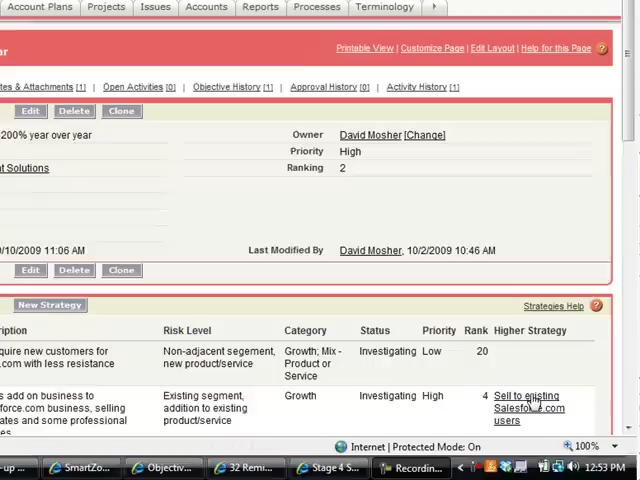 Account Plans Projects Issues Accounts Reports Processes Terminology
ar Printable View | Customize Page | Edit Layout | Help for this Page ?
tes & Attachments [1] | Open Activities [0] | Objective History [1] | Approval History [0] | Activity History [1]
Edit Delete Clone
200% year over year Owner David Mosher [Change]
Priority High
nt Solutions Ranking 2
/10/2009 11:06 AM Last Modified By David Mosher, 10/2/2009 10:46 AM
Edit Delete Clone
New Strategy Strategies Help ?
ription Risk Level Category Status Priority Rank Higher Strategy
quire new customers for Non-adjacent segement, Growth; Mix - Investigating Low 20
.com with less resistance new product/service Product or
Service
s add on business to Existing segment, Growth Investigating High 4 Sell to existing
force.com business, selling addition to existing Salesforce.com
ates and some professional product/service users
Internet | Protected Mode: On 100%
-up ... SmartZo... Objectiv... 32 Remi... Stage 4 S... Recordin... 12:53 PM